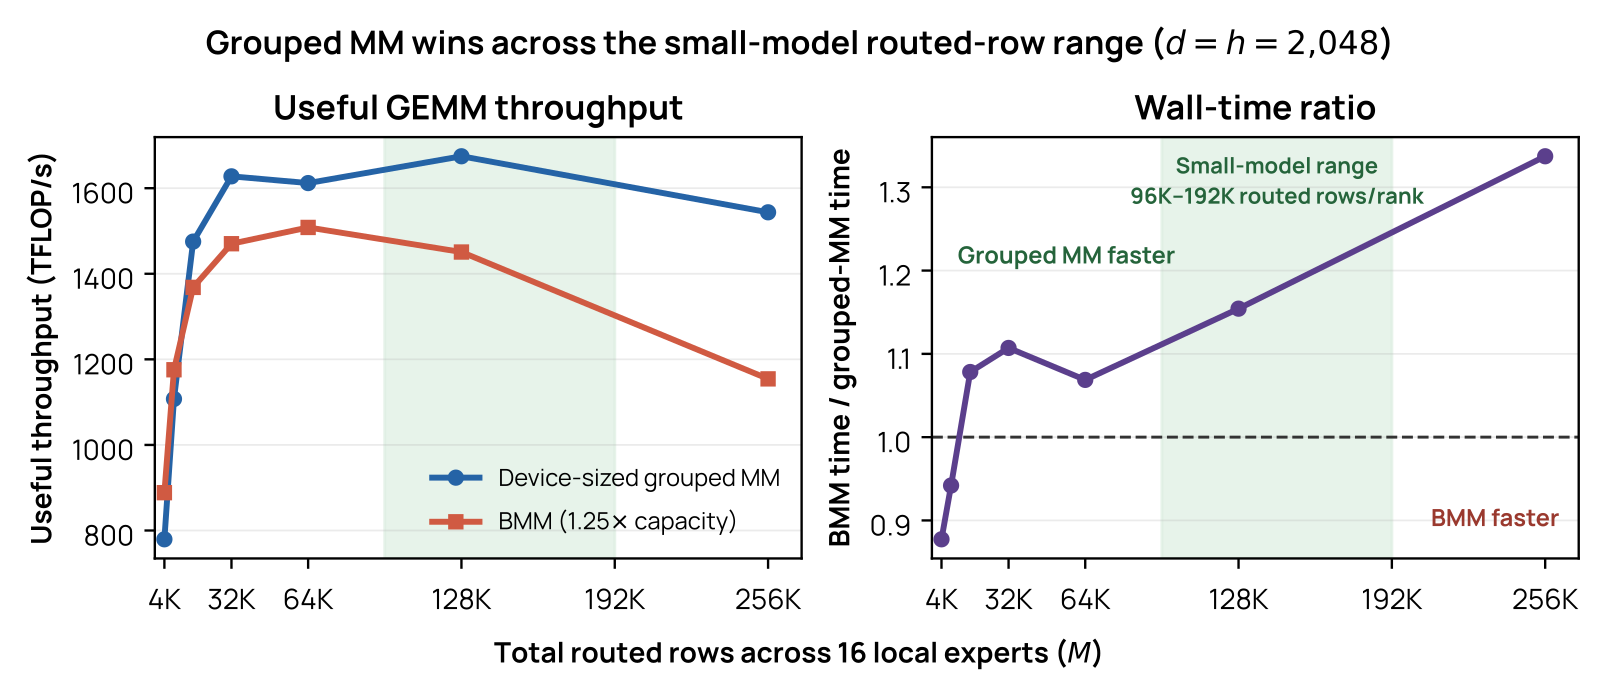 Grouped MM wins across the small-model routed-row range (d = h = 2,048)
Useful GEMM throughput
Useful throughput (TFLOP/s)
1600
1400
1200
1000
800
Device-sized grouped MM
BMM (1.25× capacity)
4K 32K 64K 128K 192K 256K
Wall-time ratio
BMM time / grouped-MM time
1.3
1.2
1.1
1.0
0.9
Small-model range
96K–192K routed rows/rank
Grouped MM faster
BMM faster
4K 32K 64K 128K 192K 256K
Total routed rows across 16 local experts (M)